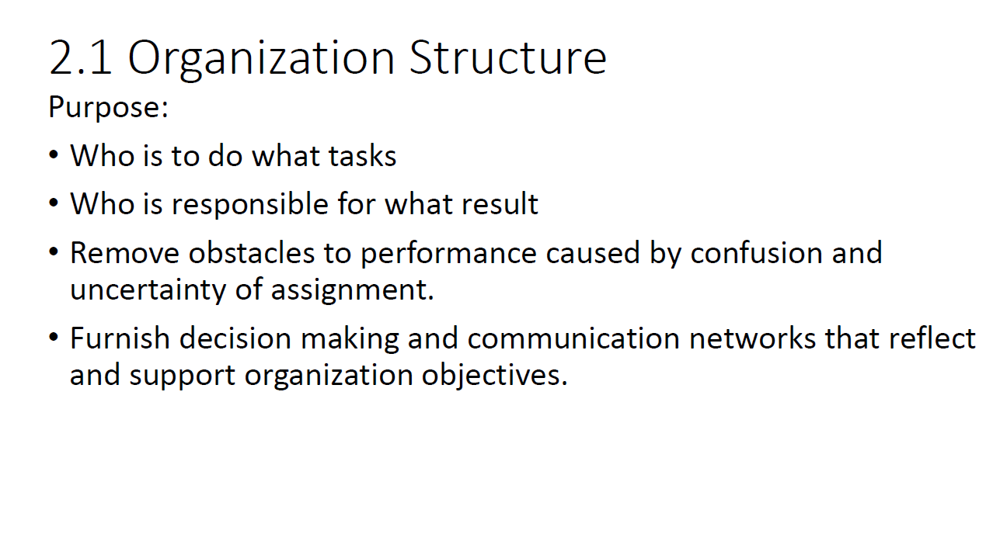 2.1 Organization Structure
Purpose:
• Who is to do what tasks
• Who is responsible for what result
• Remove obstacles to performance caused by confusion and
uncertainty of assignment.
• Furnish decision making and communication networks that reflect
and support organization objectives.